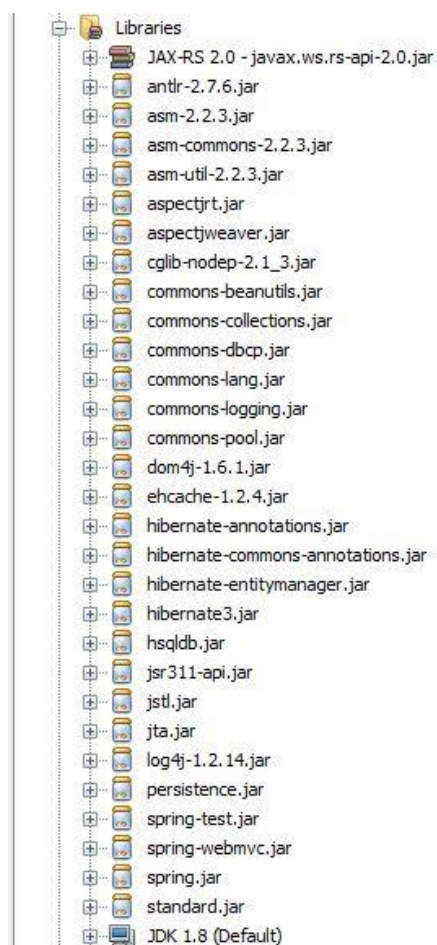 Libraries
JAX-RS 2.0 - javax.ws.rs-api-2.0.jar
antlr-2.7.6.jar
asm-2.2.3.jar
asm-commons-2.2.3.jar
asm-util-2.2.3.jar
aspectjrt.jar
aspectjweaver.jar
cglib-nodep-2.1_3.jar
commons-beanutils.jar
commons-collections.jar
commons-dbcp.jar
commons-lang.jar
commons-logging.jar
commons-pool.jar
dom4j-1.6.1.jar
ehcache-1.2.4.jar
hibernate-annotations.jar
hibernate-commons-annotations.jar
hibernate-entitymanager.jar
hibernate3.jar
hsqldb.jar
jsr311-api.jar
jstl.jar
jta.jar
log4j-1.2.14.jar
persistence.jar
spring-test.jar
spring-webmvc.jar
spring.jar
standard.jar
JDK 1.8 (Default)